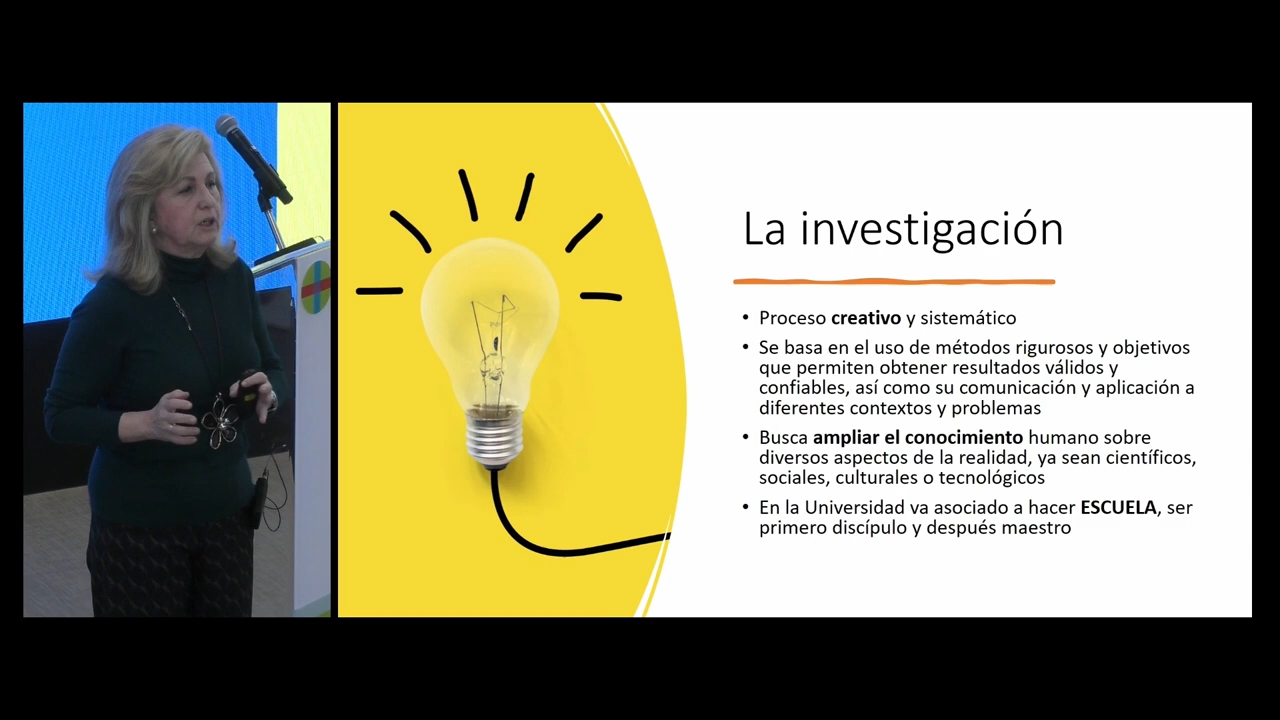 La investigación
• Proceso creativo y sistemático
• Se basa en el uso de métodos rigurosos y objetivos
que permiten obtener resultados válidos y
confiables, así como su comunicación y aplicación a
diferentes contextos y problemas
• Busca ampliar el conocimiento humano sobre
diversos aspectos de la realidad, ya sean científicos,
sociales, culturales o tecnológicos
• En la Universidad va asociado a hacer ESCUELA, ser
primero discípulo y después maestro